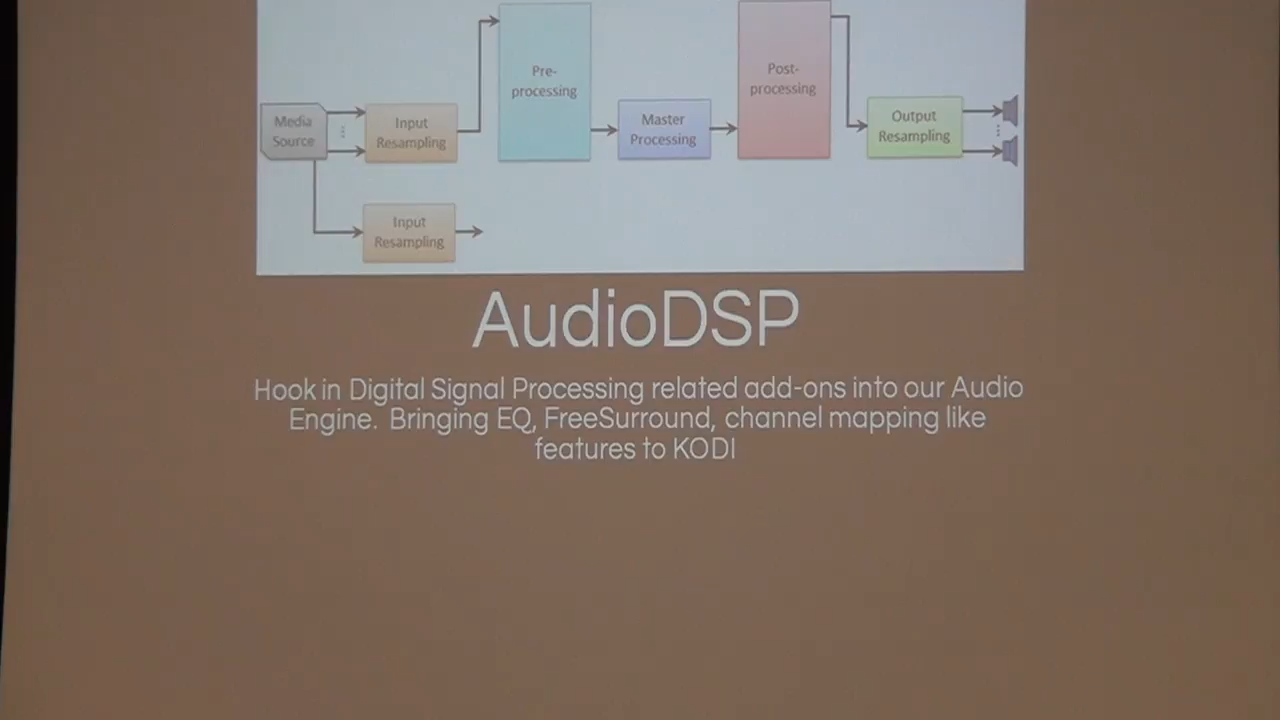 Media
Source
Input
Resampling
Pre-
processing
Master
Processing
Post-
processing
Output
Resampling
Input
Resampling
AudioDSP
Hook in Digital Signal Processing related add-ons into our Audio
Engine. Bringing EQ, FreeSurround, channel mapping like
features to KODI